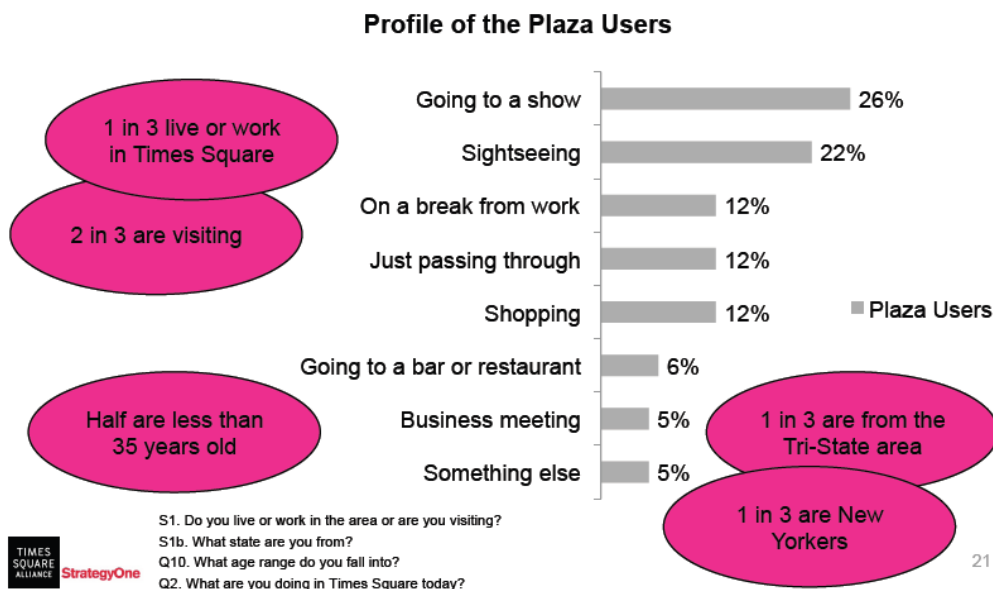 Profile of the Plaza Users
1 in 3 live or work
in Times Square
2 in 3 are visiting
Half are less than
35 years old
Going to a show 26%
Sightseeing 22%
On a break from work 12%
Just passing through 12%
Shopping 12%
Going to a bar or restaurant 6%
Business meeting 5%
Something else 5%
Plaza Users
1 in 3 are from the
Tri-State area
1 in 3 are New
Yorkers
S1. Do you live or work in the area or are you visiting?
S1b. What state are you from?
Q10. What age range do you fall into?
Q2. What are you doing in Times Square today?
TIMES
SQUARE
ALLIANCE
StrategyOne
21